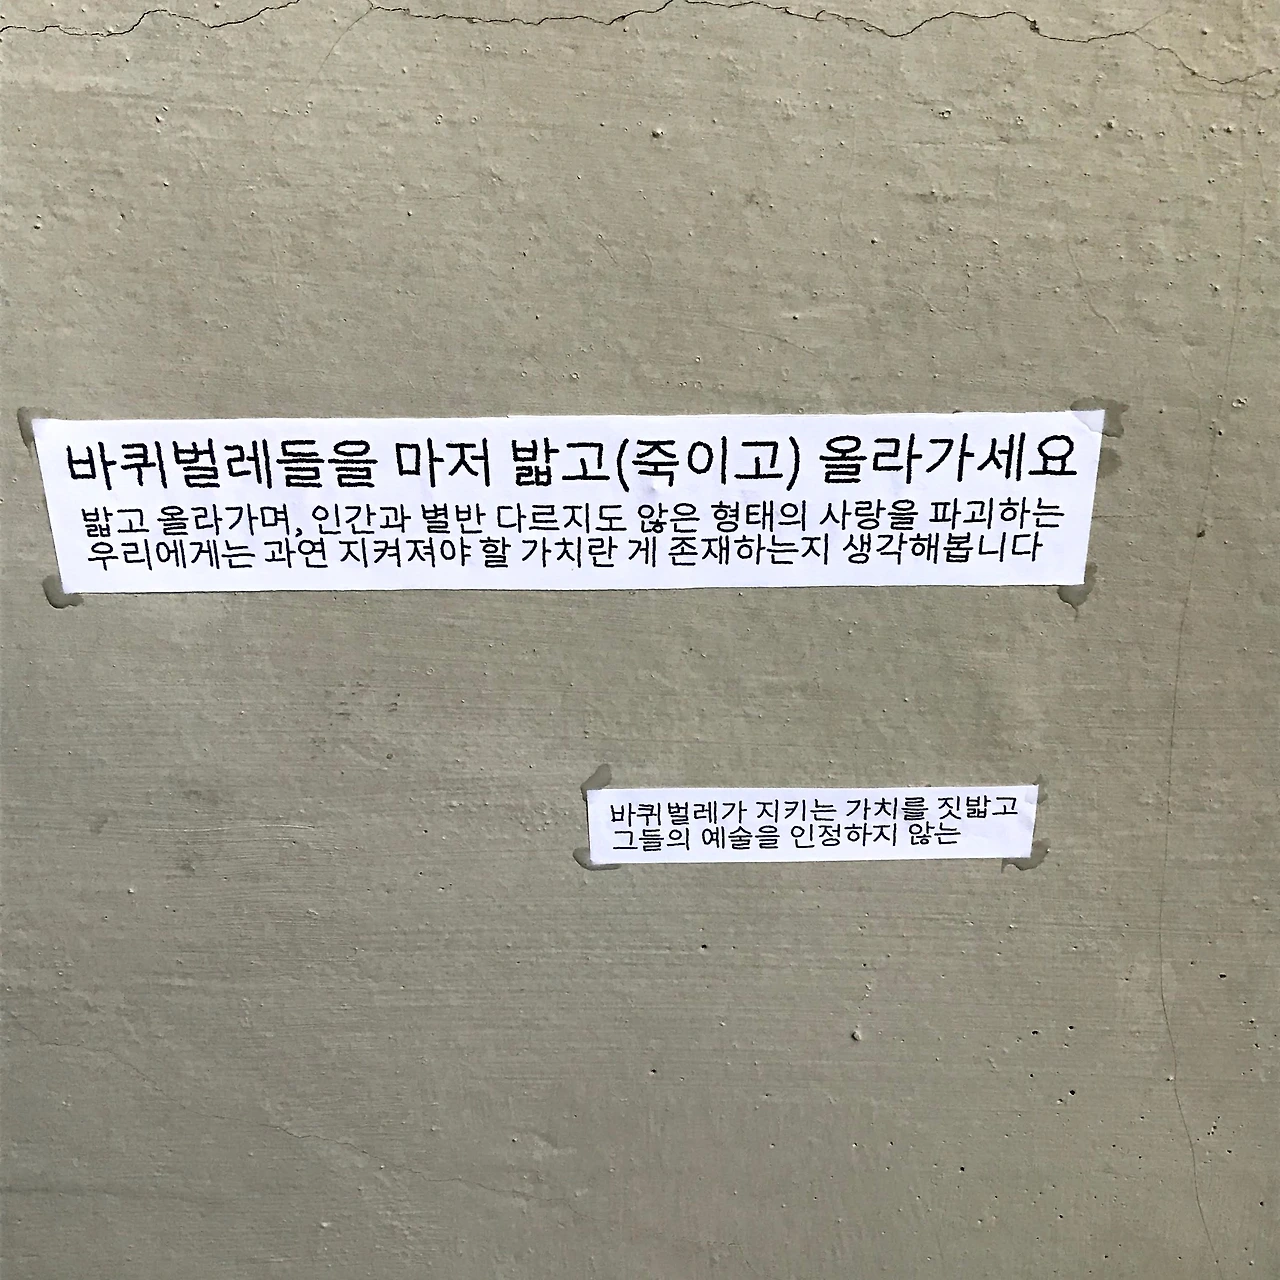 바퀴벌레들을 마저 밟고(죽이고) 올라가세요
밟고 올라가며, 인간과 별반 다르지도 않은 형태의 사랑을 파괴하는
우리에게는 과연 지켜져야 할 가치란 게 존재하는지 생각해봅니다
바퀴벌레가 지키는 가치를 짓밟고
그들의 예술을 인정하지 않는